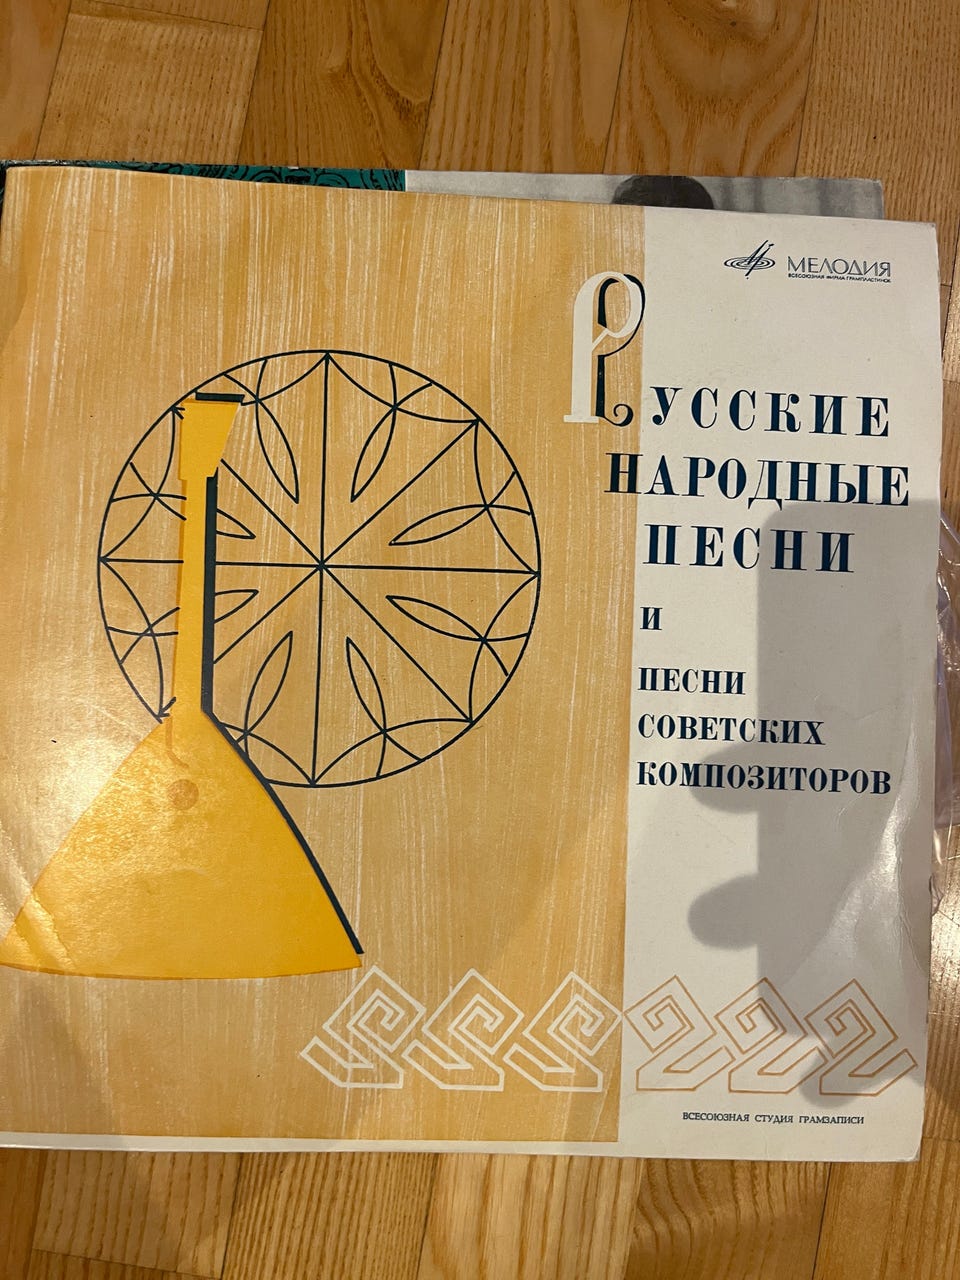 МЕЛОДИЯ
ВСЕСОЮЗНАЯ ФИРМА ГРАМПЛАСТИНОК
РУССКИЕ
НАРОДНЫЕ
ПЕСНИ
И
ПЕСНИ
СОВЕТСКИХ
КОМПОЗИТОРОВ
ВСЕСОЮЗНАЯ СТУДИЯ ГРАМЗАПИСИ